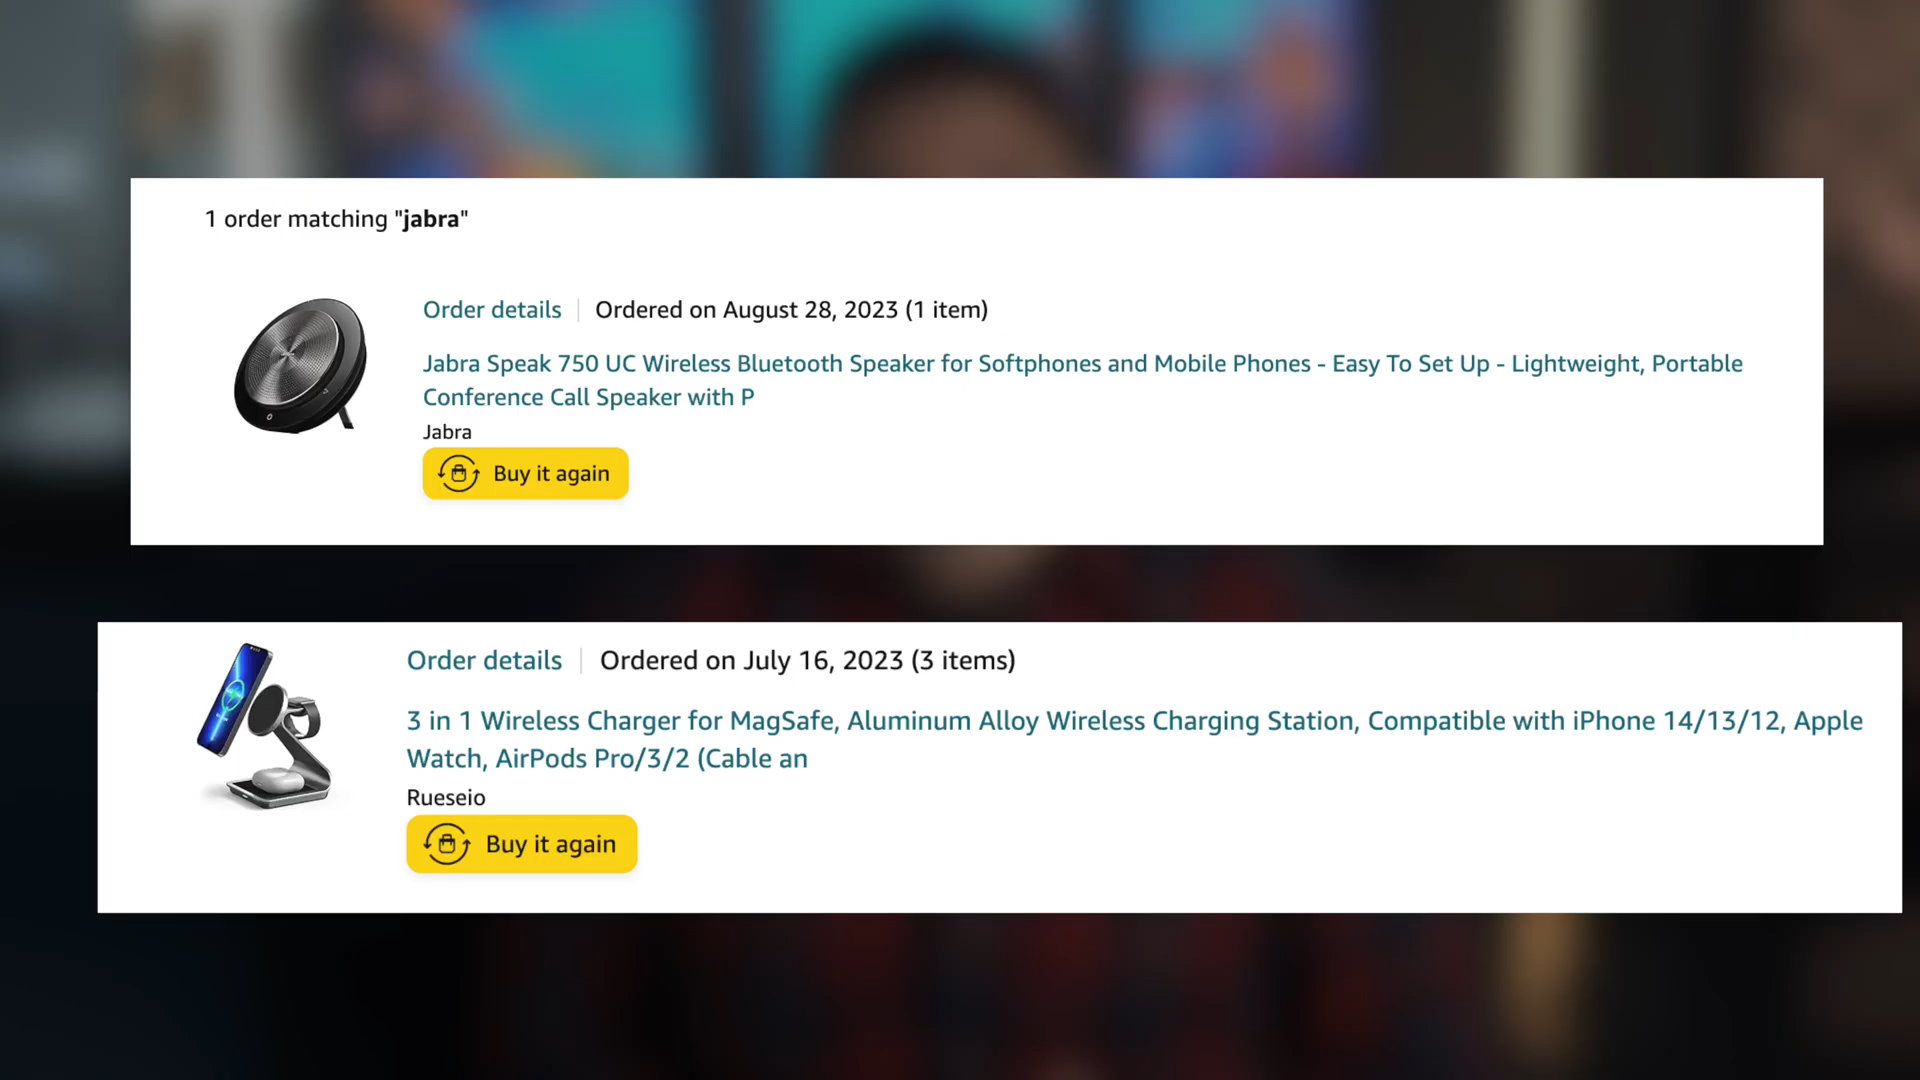 1 order matching "jabra"
Order details | Ordered on August 28, 2023 (1 item)
Jabra Speak 750 UC Wireless Bluetooth Speaker for Softphones and Mobile Phones - Easy To Set Up - Lightweight, Portable
Conference Call Speaker with P
Jabra
Buy it again
Order details | Ordered on July 16, 2023 (3 items)
3 in 1 Wireless Charger for MagSafe, Aluminum Alloy Wireless Charging Station, Compatible with iPhone 14/13/12, Apple
Watch, AirPods Pro/3/2 (Cable an
Rueseio
Buy it again